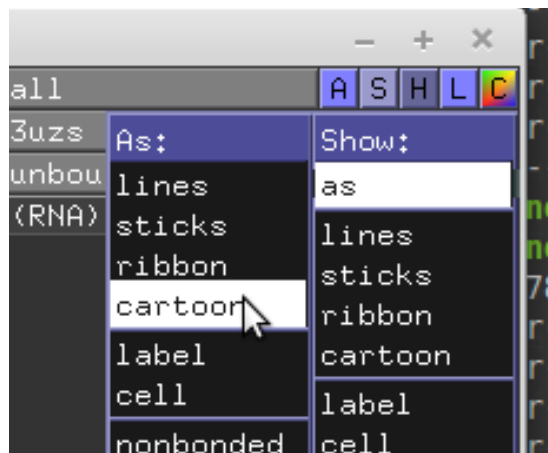 all A S H L C
3uzs
unbou
(RNA)
As:
lines
sticks
ribbon
cartoon
label
cell
nonbonded
Show:
as
lines
sticks
ribbon
cartoon
label
cell